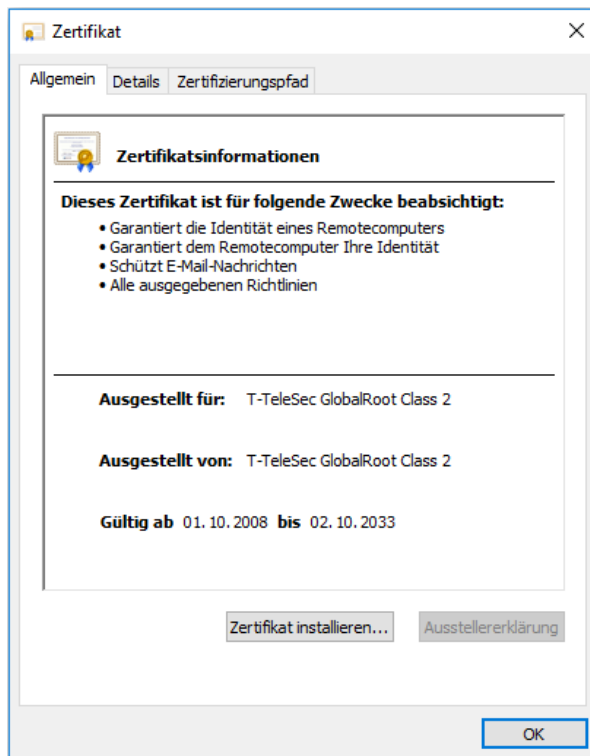 Zertifikat
Allgemein Details Zertifizierungspfad
Zertifikatsinformationen
Dieses Zertifikat ist für folgende Zwecke beabsichtigt:
• Garantiert die Identität eines Remotecomputers
• Garantiert dem Remotecomputer Ihre Identität
• Schützt E-Mail-Nachrichten
• Alle ausgegebenen Richtlinien
Ausgestellt für: T-TeleSec GlobalRoot Class 2
Ausgestellt von: T-TeleSec GlobalRoot Class 2
Gültig ab 01. 10. 2008 bis 02. 10. 2033
Zertifikat installieren... Ausstellererklärung
OK